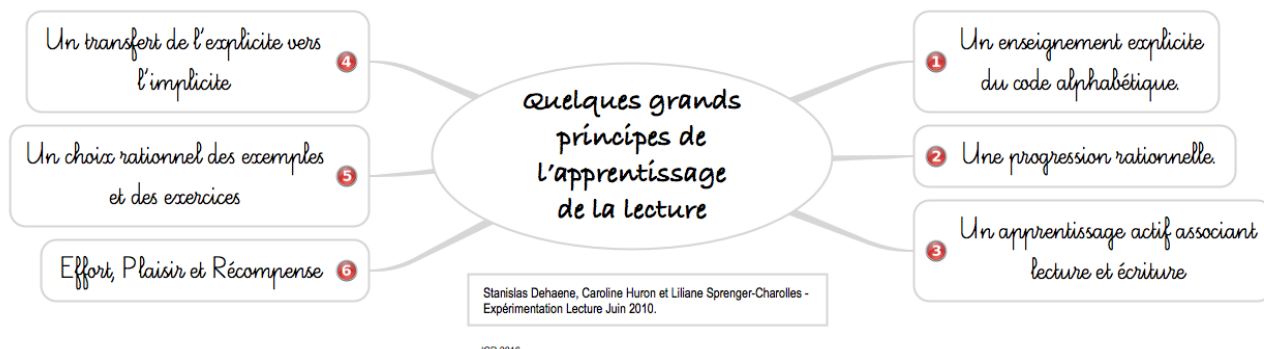 Quelques grands
principes de
l'apprentissage
de la lecture
1 Un enseignement explicite
du code alphabétique.
2 Une progression rationnelle.
3 Un apprentissage actif associant
lecture et écriture
Un transfert de l'explicite vers 4
l'implicite
Un choix rationnel des exemples 5
et des exercices
Effort, Plaisir et Récompense 6
Stanislas Dehaene, Caroline Huron et Liliane Sprenger-Charolles -
Expérimentation Lecture Juin 2010.